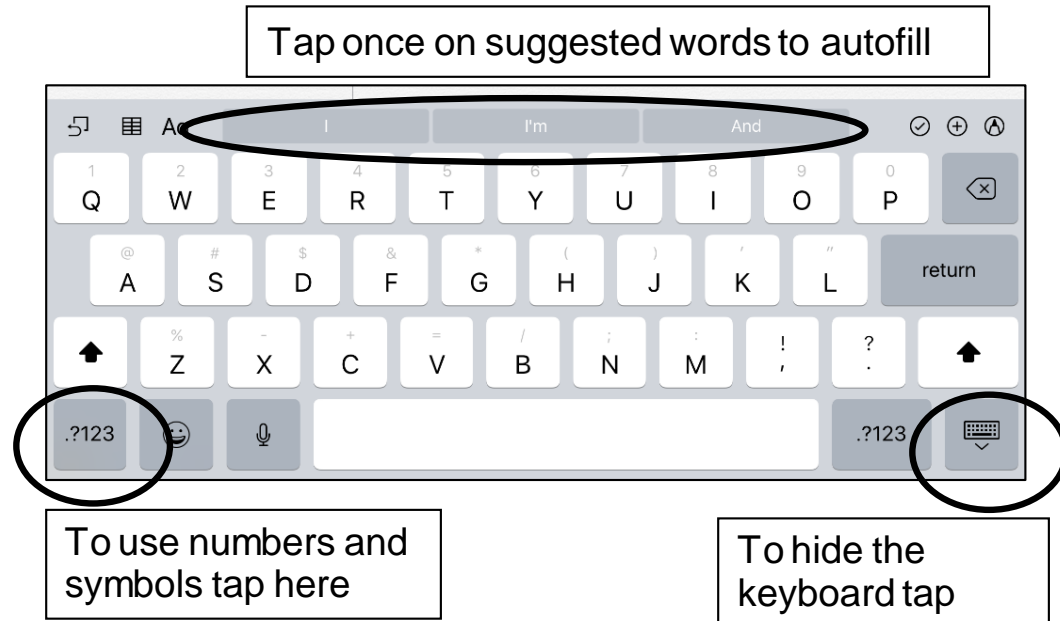 Tap once on suggested words to autofill
Aa I I'm And
1 2 3 4 5 6 7 8 9 0
Q W E R T Y U I O P
@ # $ & * ( ) ' "
A S D F G H J K L return
% - + = / ; : ! ?
Z X C V B N M , .
.?123 .?123
To use numbers and
symbols tap here
To hide the
keyboard tap